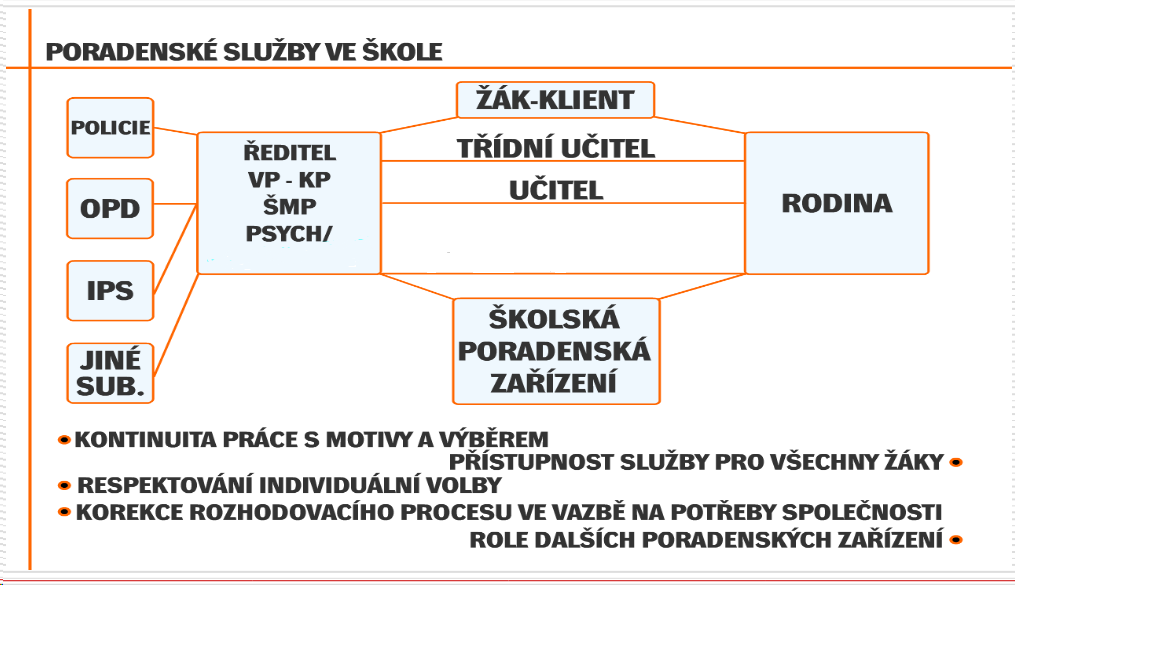 PORADENSKÉ SLUŽBY VE ŠKOLE
POLICIE
OPD
IPS
JINÉ
SUB.
ŘEDITEL
VP - KP
ŠMP
PSYCH/
ŽÁK-KLIENT
TŘÍDNÍ UČITEL
UČITEL
RODINA
ŠKOLSKÁ
PORADENSKÁ
ZAŘÍZENÍ
KONTINUITA PRÁCE S MOTIVY A VÝBĚREM
PŘÍSTUPNOST SLUŽBY PRO VŠECHNY ŽÁKY
RESPEKTOVÁNÍ INDIVIDUÁLNÍ VOLBY
KOREKCE ROZHODOVACÍHO PROCESU VE VAZBĚ NA POTŘEBY SPOLEČNOSTI
ROLE DALŠÍCH PORADENSKÝCH ZAŘÍZENÍ